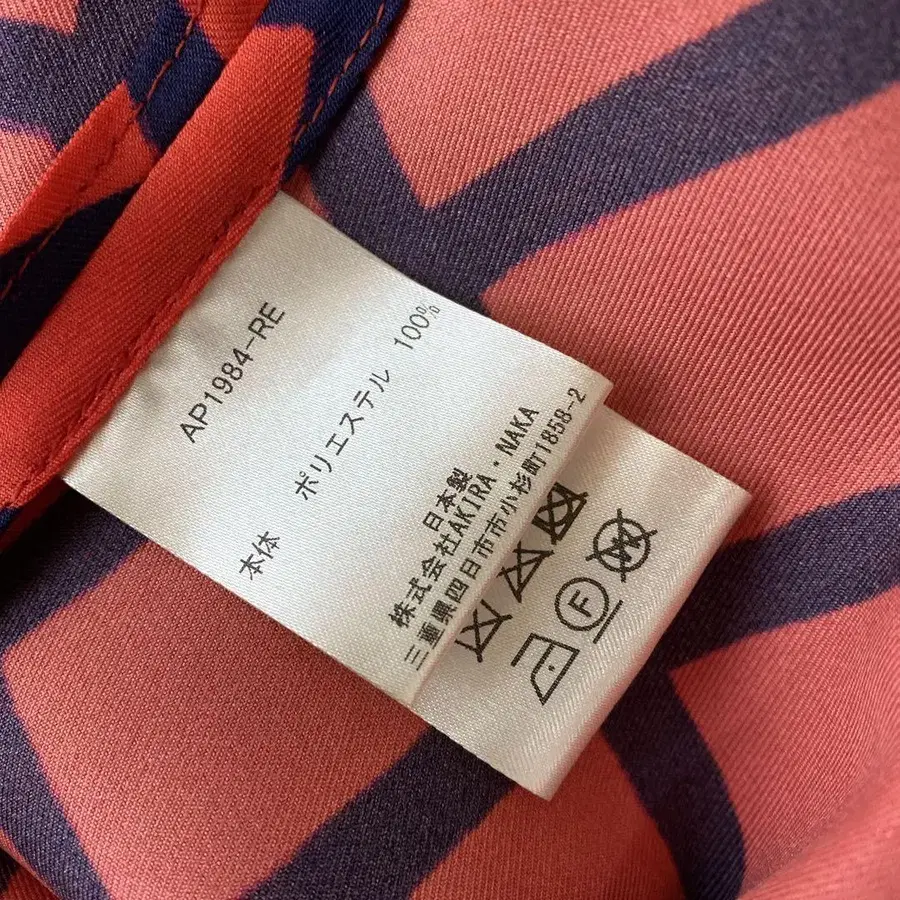 AP1984-RE
本体 ポリエステル 100%
日本製
株式会社AKIRA・NAKA
三重県四日市市小杉町1858-2
F
W